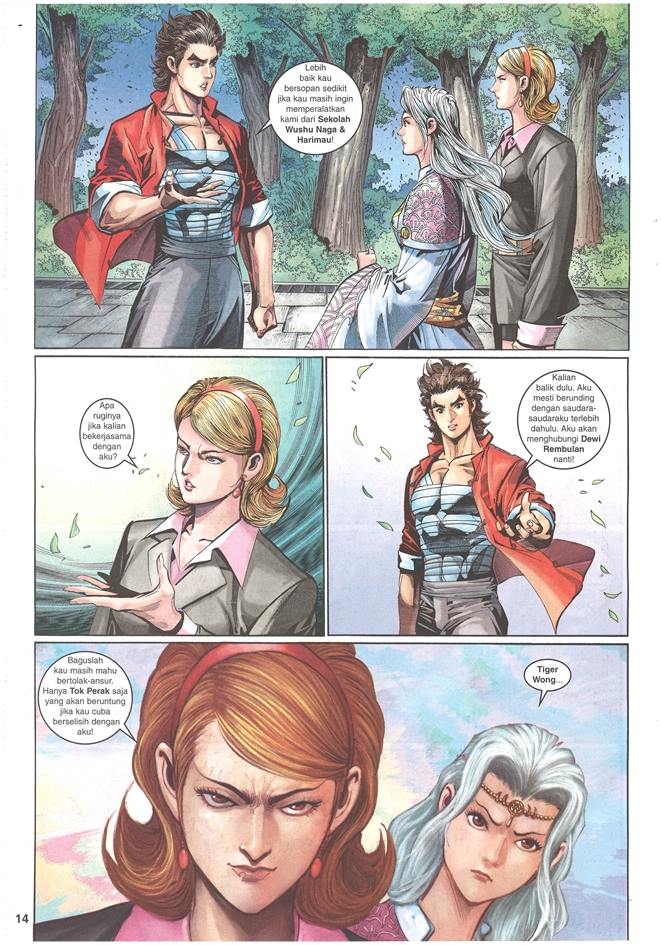 Lebih
baik kau
bersopan sedikit
jika kau masih ingin
memperalatkan
kami dari Sekolah
Wushu Naga &
Harimau!
Apa
ruginya
jika kalian
bekerjasama
dengan
aku?
Kalian
balik dulu. Aku
mesti berunding
dengan saudara-
saudaraku terlebih
dahulu. Aku akan
menghubungi Dewi
Rembulan
nanti!
Baguslah
kau masih mahu
bertolak-ansur.
Hanya Tok Perak saja
yang akan beruntung
jika kau cuba
berselisih dengan
aku!
Tiger
Wong...
14